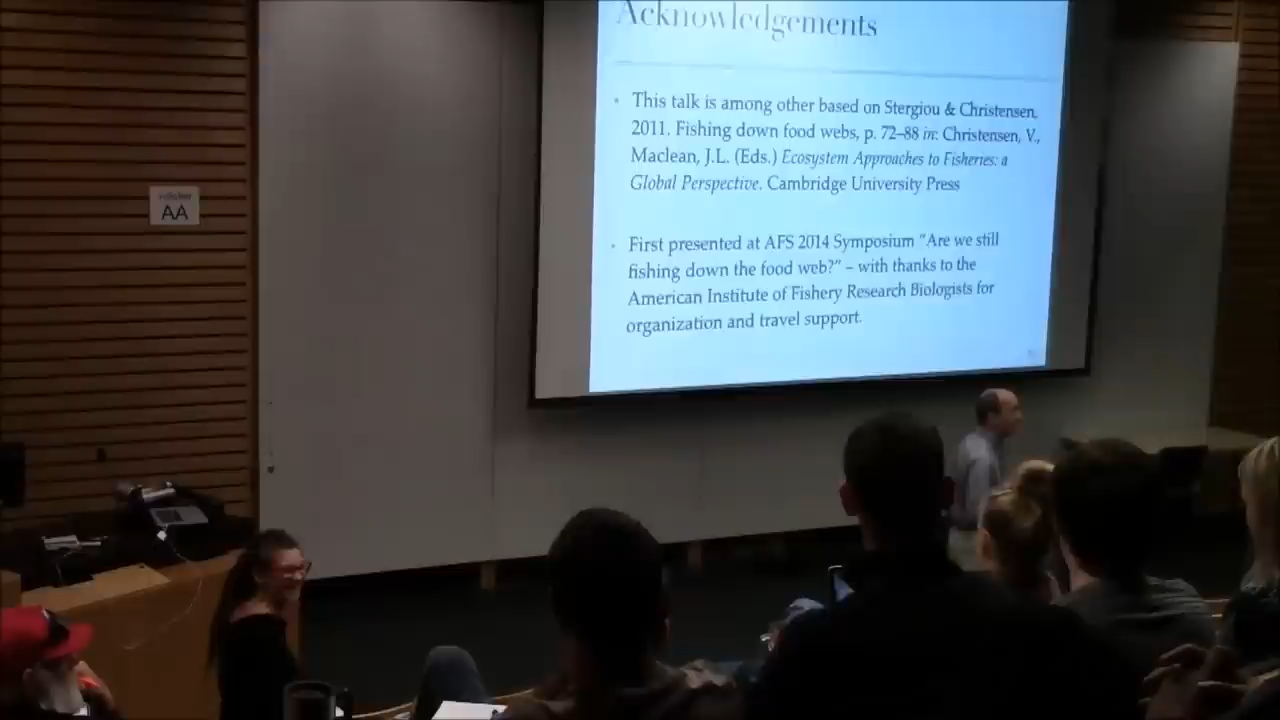 Acknowledgements
• This talk is among other based on Stergiou & Christensen,
2011. Fishing down food webs, p. 72–88 in: Christensen, V.,
Maclean, J.L. (Eds.) Ecosystem Approaches to Fisheries: a
Global Perspective. Cambridge University Press
• First presented at AFS 2014 Symposium “Are we still
fishing down the food web?” – with thanks to the
American Institute of Fishery Research Biologists for
organization and travel support.
AA